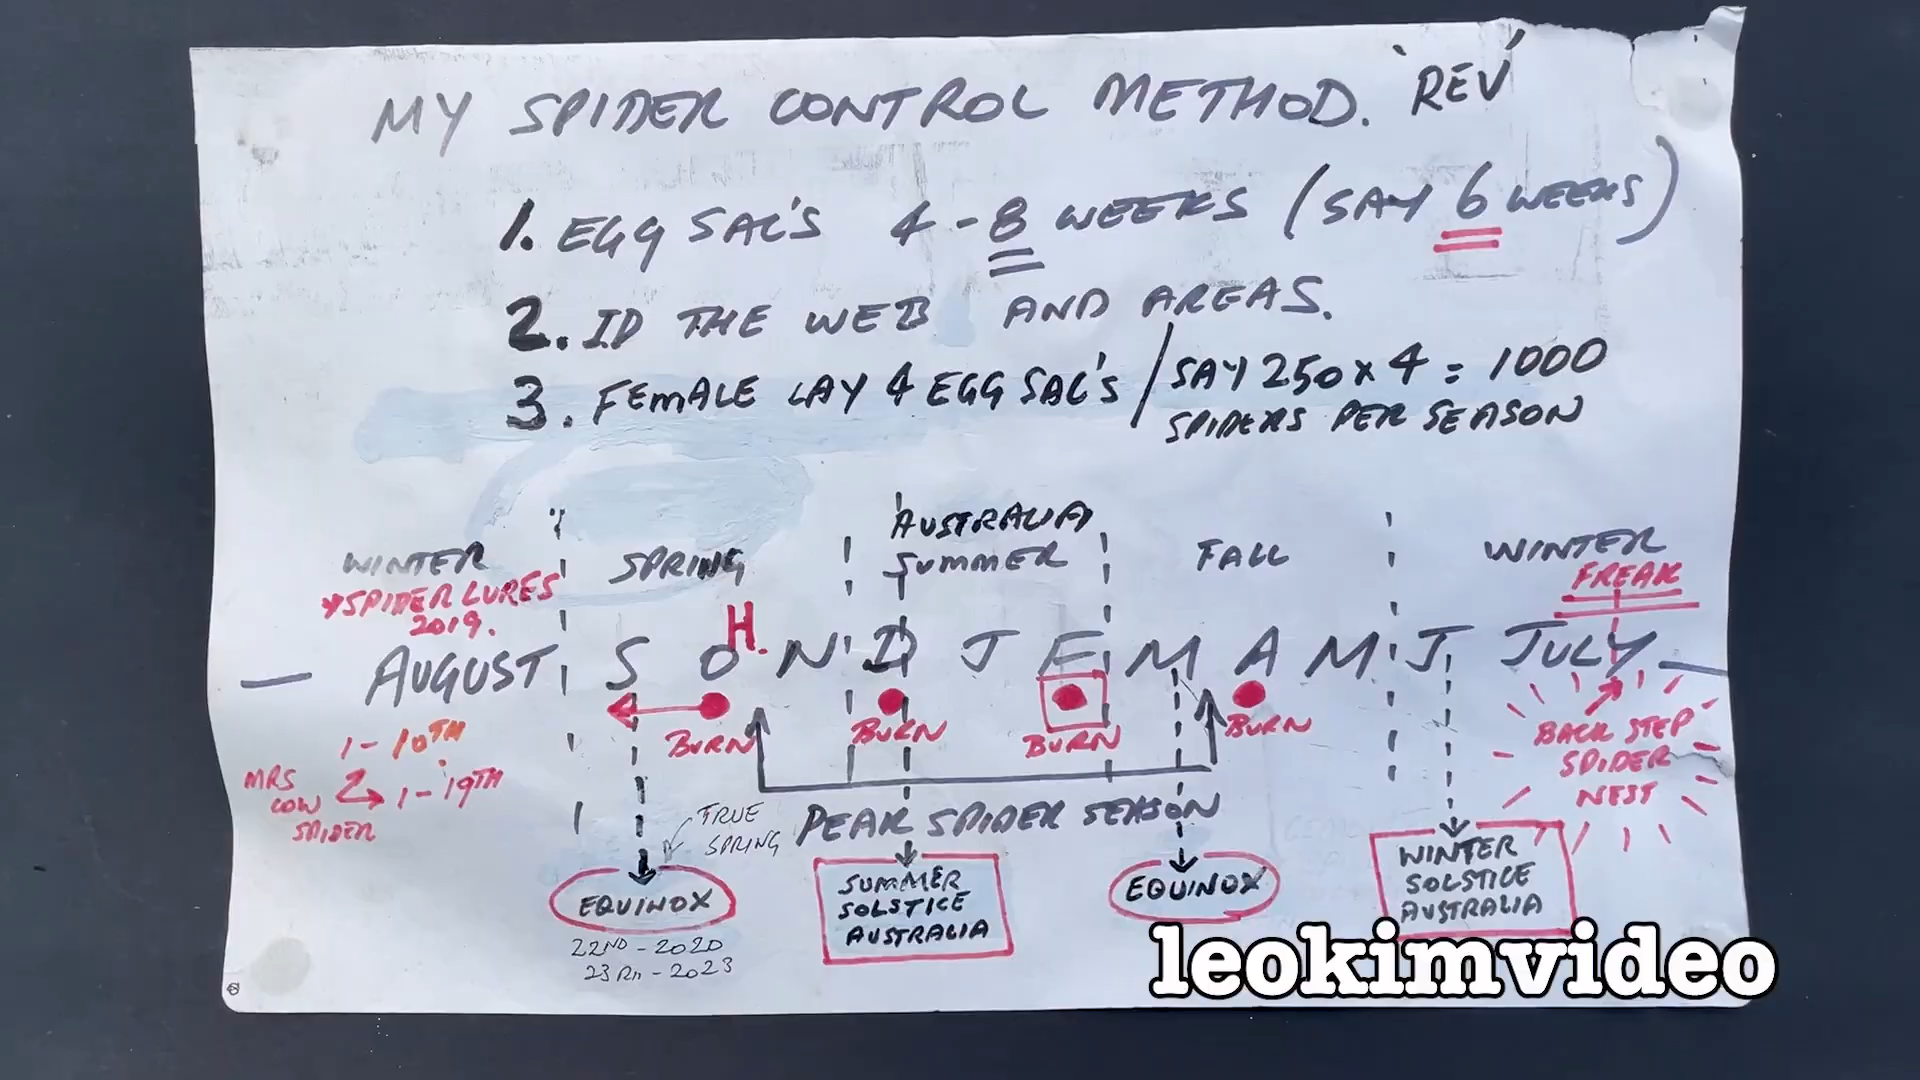 MY SPIDER CONTROL METHOD. 'REV'
1. EGG SAC'S 4-8 WEEKS (SAY 6 WEEKS)
2. ID THE WEB AND AREAS.
3. FEMALE LAY 4 EGG SAC'S / SAY 250 x 4 = 1000
SPIDERS PER SEASON
AUSTRALIA
WINTER SPRING SUMMER FALL WINTER
*SPIDER LURES
2019.
FREAK
H.
- AUGUST S O N D J F M A M J JULY -
BURN BURN BURN BURN
BACK STEP
SPIDER
NEST
1-10TH
MRS
COW
SPIDER
1-19TH
TRUE
SPRING
PEAK SPIDER SEASON
EQUINOX
22ND - 2020
23RD - 2023
SUMMER
SOLSTICE
AUSTRALIA
EQUINOX
WINTER
SOLSTICE
AUSTRALIA
leokimvideo